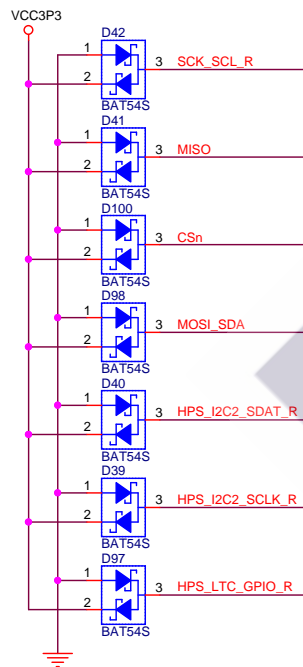 VCC3P3
D42
1
3 SCK_SCL_R
2
BAT54S
D41
1
3 MISO
2
BAT54S
D100
1
3 CSn
2
BAT54S
D98
1
3 MOSI_SDA
2
BAT54S
D40
1
3 HPS_I2C2_SDAT_R
2
BAT54S
D39
1
3 HPS_I2C2_SCLK_R
2
BAT54S
D97
1
3 HPS_LTC_GPIO_R
2
BAT54S